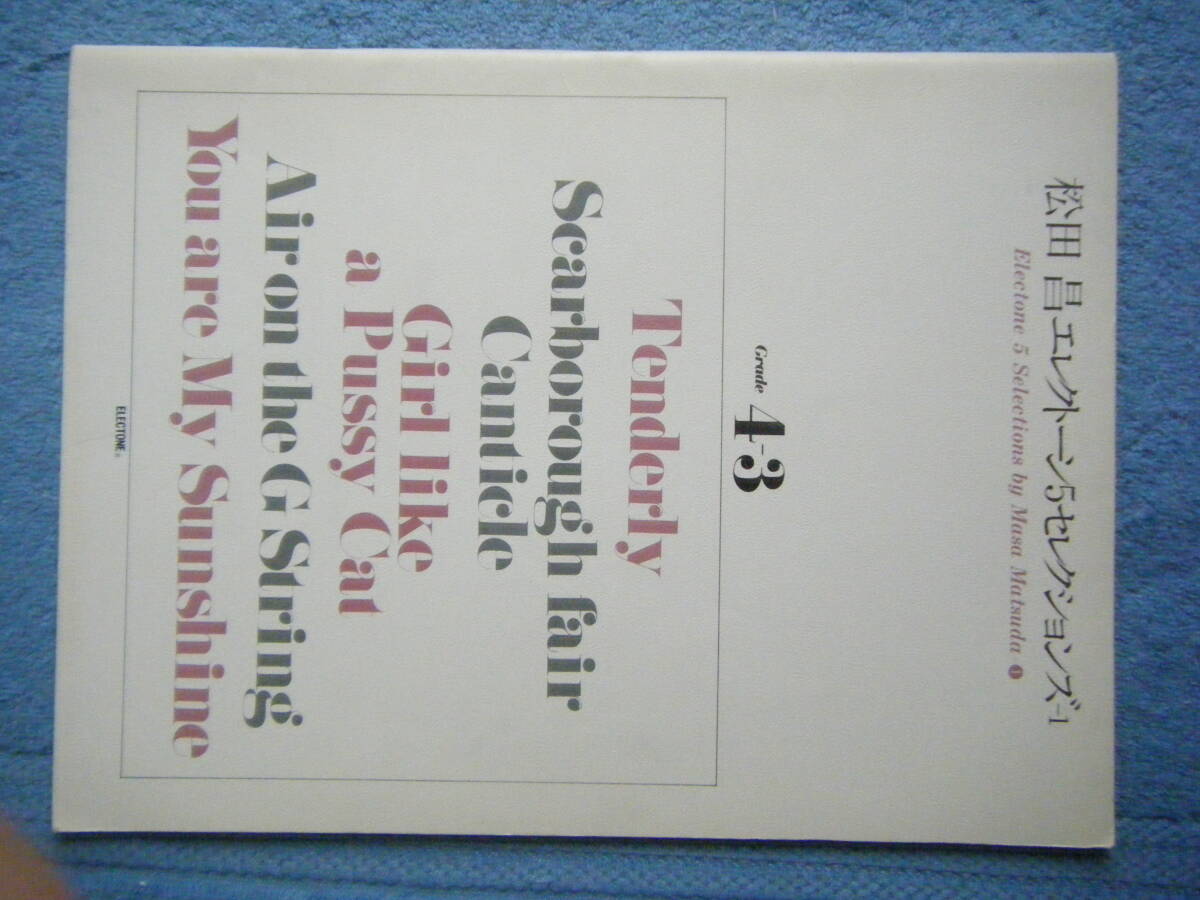 松田 昌エレクトーン5セレクションズ-1
Electone 5 Selections by Masa Matsuda 1
Grade 4-3
Tenderly
Scarborough fair
Canticle
Girl like
a Pussy Cat
Air on the G String
You are My Sunshine
ELECTONE®